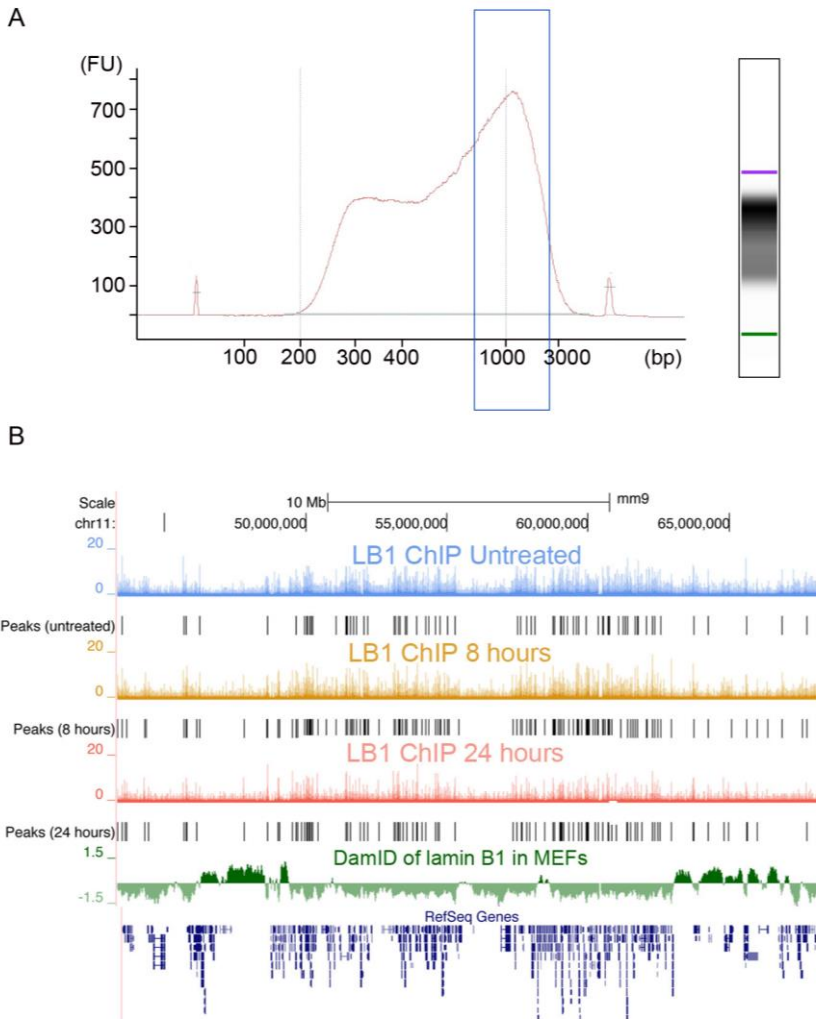 A
(FU)
700
500
300
100
100 200 300 400 1000 3000 (bp)
B
Scale 10 Mb mm9
chr11: 50,000,000 55,000,000 60,000,000 65,000,000
20 LB1 ChIP Untreated
0
Peaks (untreated)
20 LB1 ChIP 8 hours
0
Peaks (8 hours)
20 LB1 ChIP 24 hours
0
Peaks (24 hours)
1.5 DamID of lamin B1 in MEFs
-1.5
RefSeq Genes